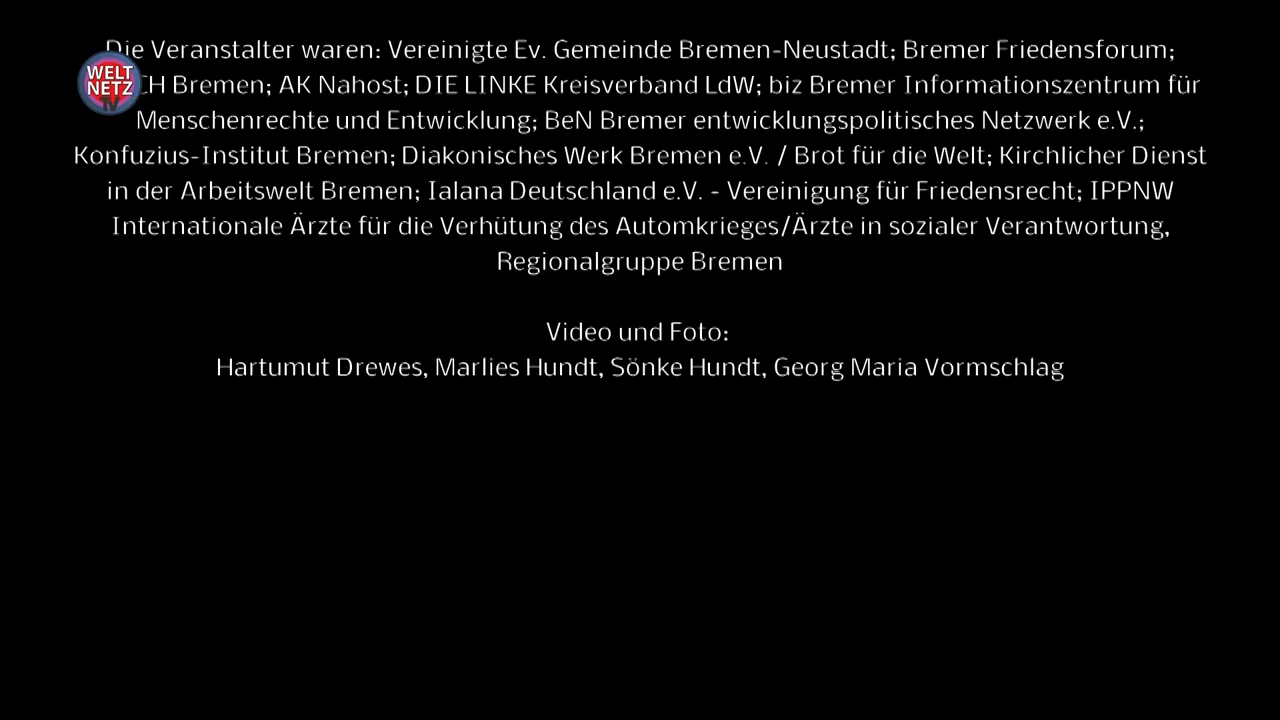 Die Veranstalter waren: Vereinigte Ev. Gemeinde Bremen-Neustadt; Bremer Friedensforum;
WELT
NETZ
TV
Bremen; AK Nahost; DIE LINKE Kreisverband LdW; biz Bremer Informationszentrum für
Menschenrechte und Entwicklung; BeN Bremer entwicklungspolitisches Netzwerk e.V.;
Konfuzius-Institut Bremen; Diakonisches Werk Bremen e.V. / Brot für die Welt; Kirchlicher Dienst
in der Arbeitswelt Bremen; Ialana Deutschland e.V. - Vereinigung für Friedensrecht; IPPNW
Internationale Ärzte für die Verhütung des Automkrieges/Ärzte in sozialer Verantwortung,
Regionalgruppe Bremen
Video und Foto:
Hartumut Drewes, Marlies Hundt, Sönke Hundt, Georg Maria Vormschlag